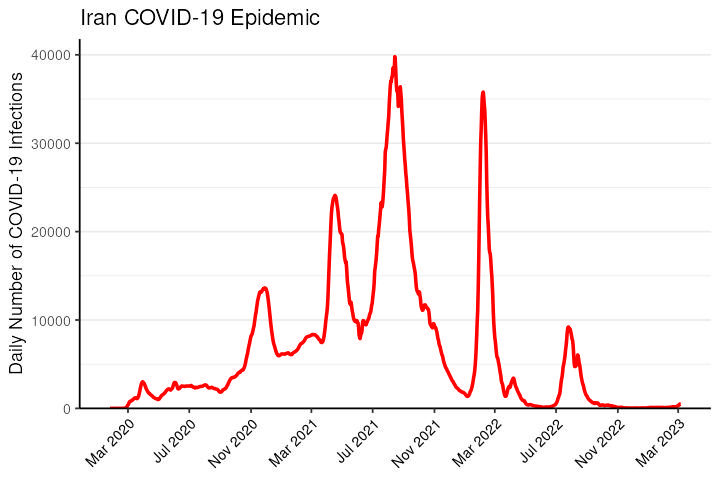 Iran COVID-19 Epidemic
Daily Number of COVID-19 Infections
40000
30000
20000
10000
0
Mar 2020
Jul 2020
Nov 2020
Mar 2021
Jul 2021
Nov 2021
Mar 2022
Jul 2022
Nov 2022
Mar 2023